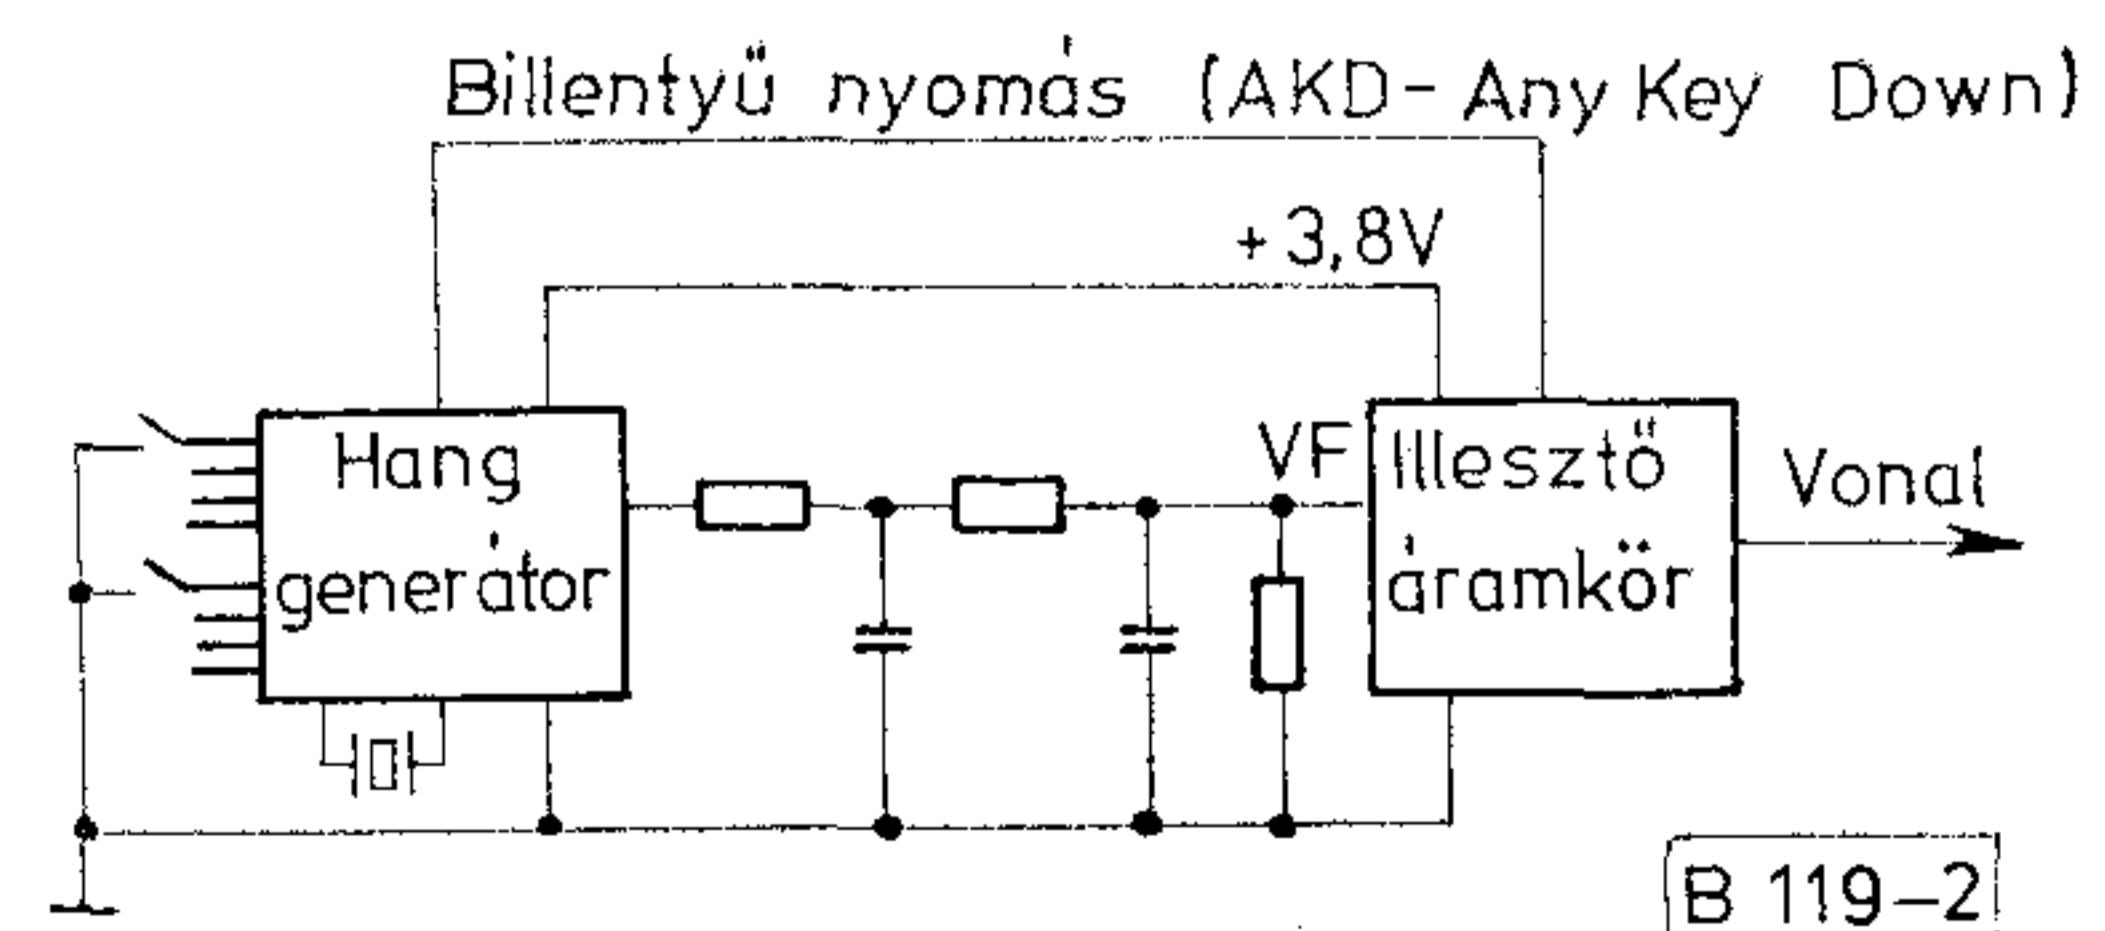 Billentyű nyomás (AKD-Any Key Down)
+3,8V
Hang
generátor
VF
Illesztő
áramkör
Vonal
B 119-2